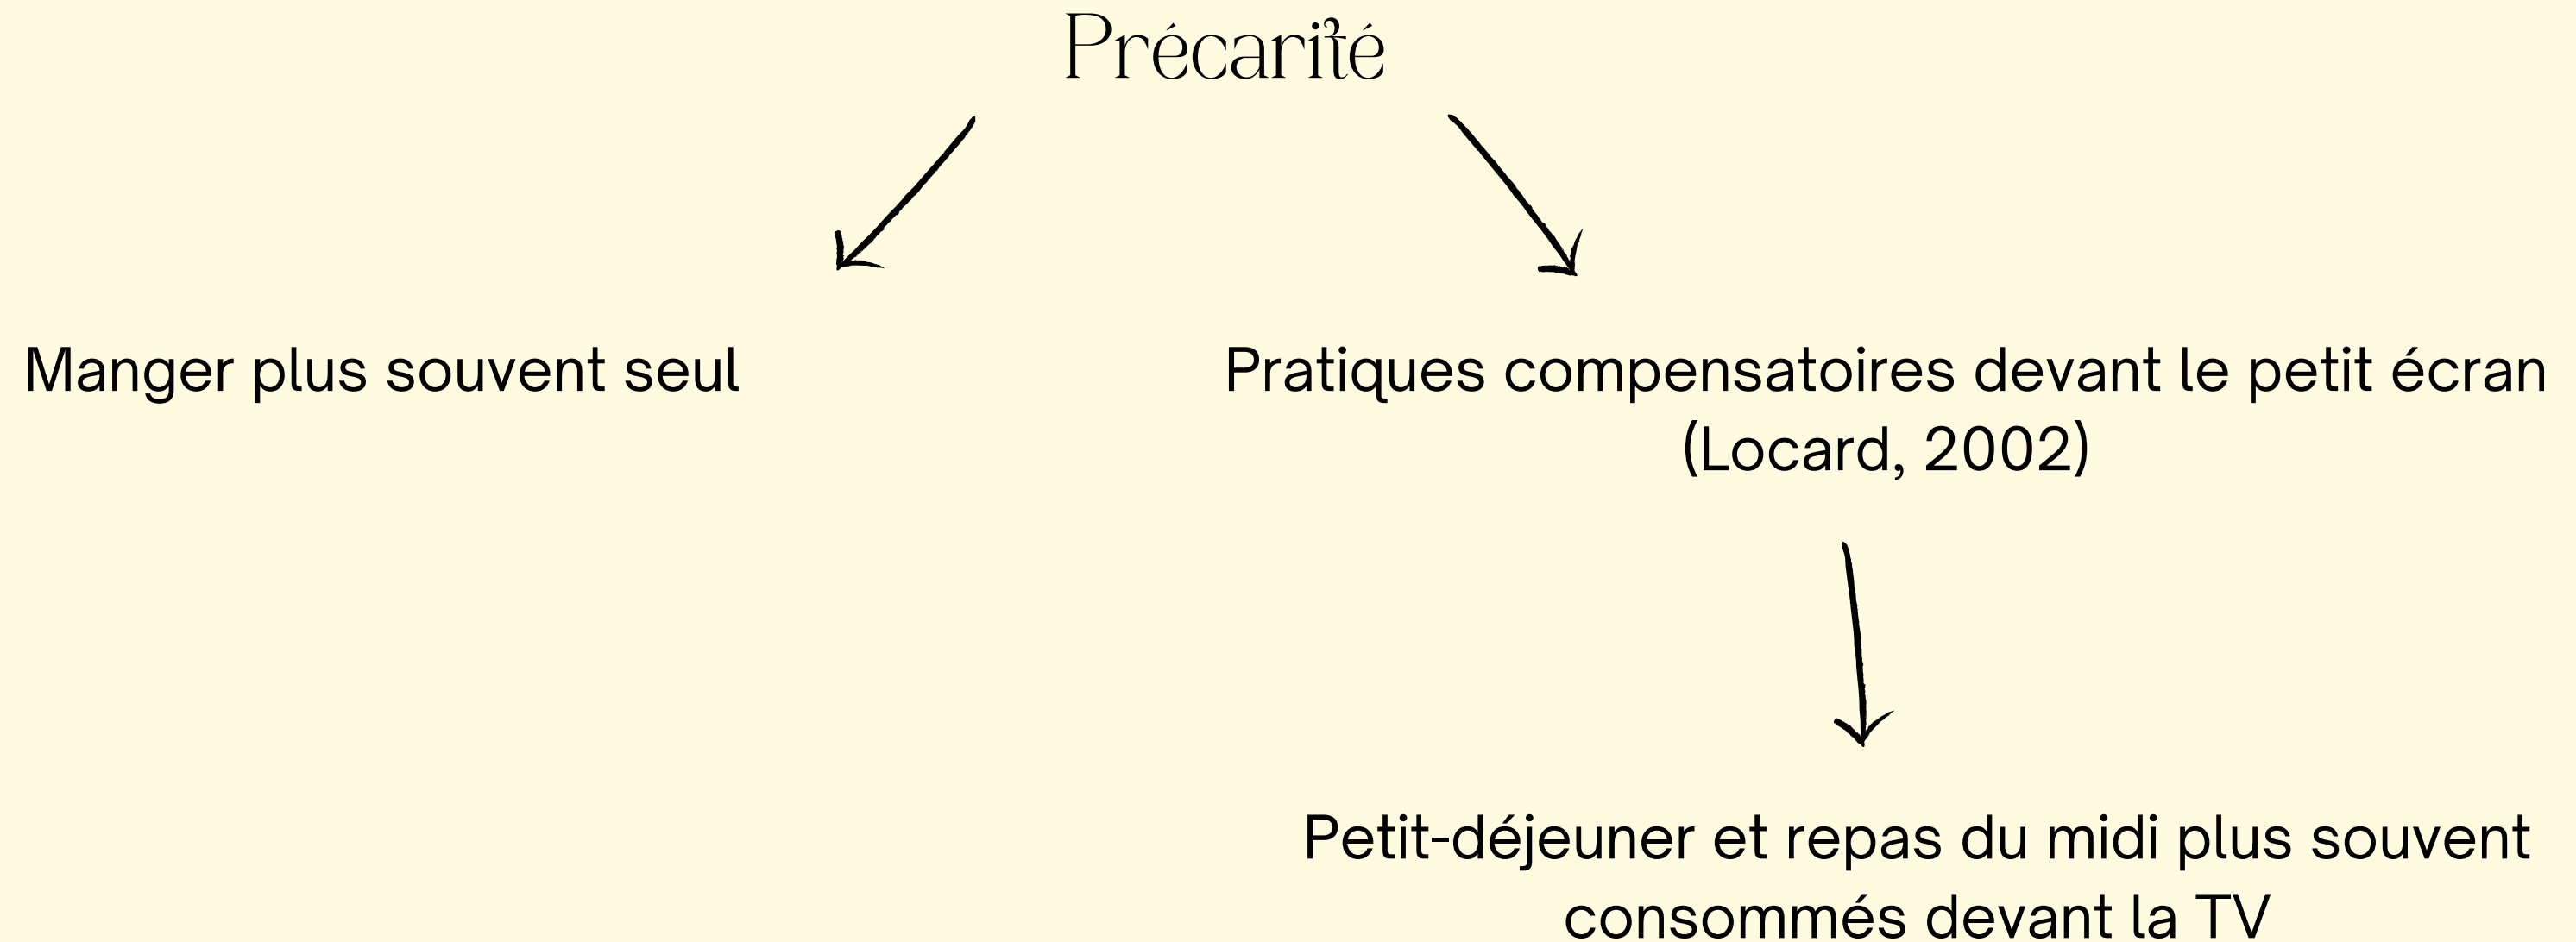 Précarité
Manger plus souvent seul
Pratiques compensatoires devant le petit écran
(Locard, 2002)
Petit-déjeuner et repas du midi plus souvent
consommés devant la TV